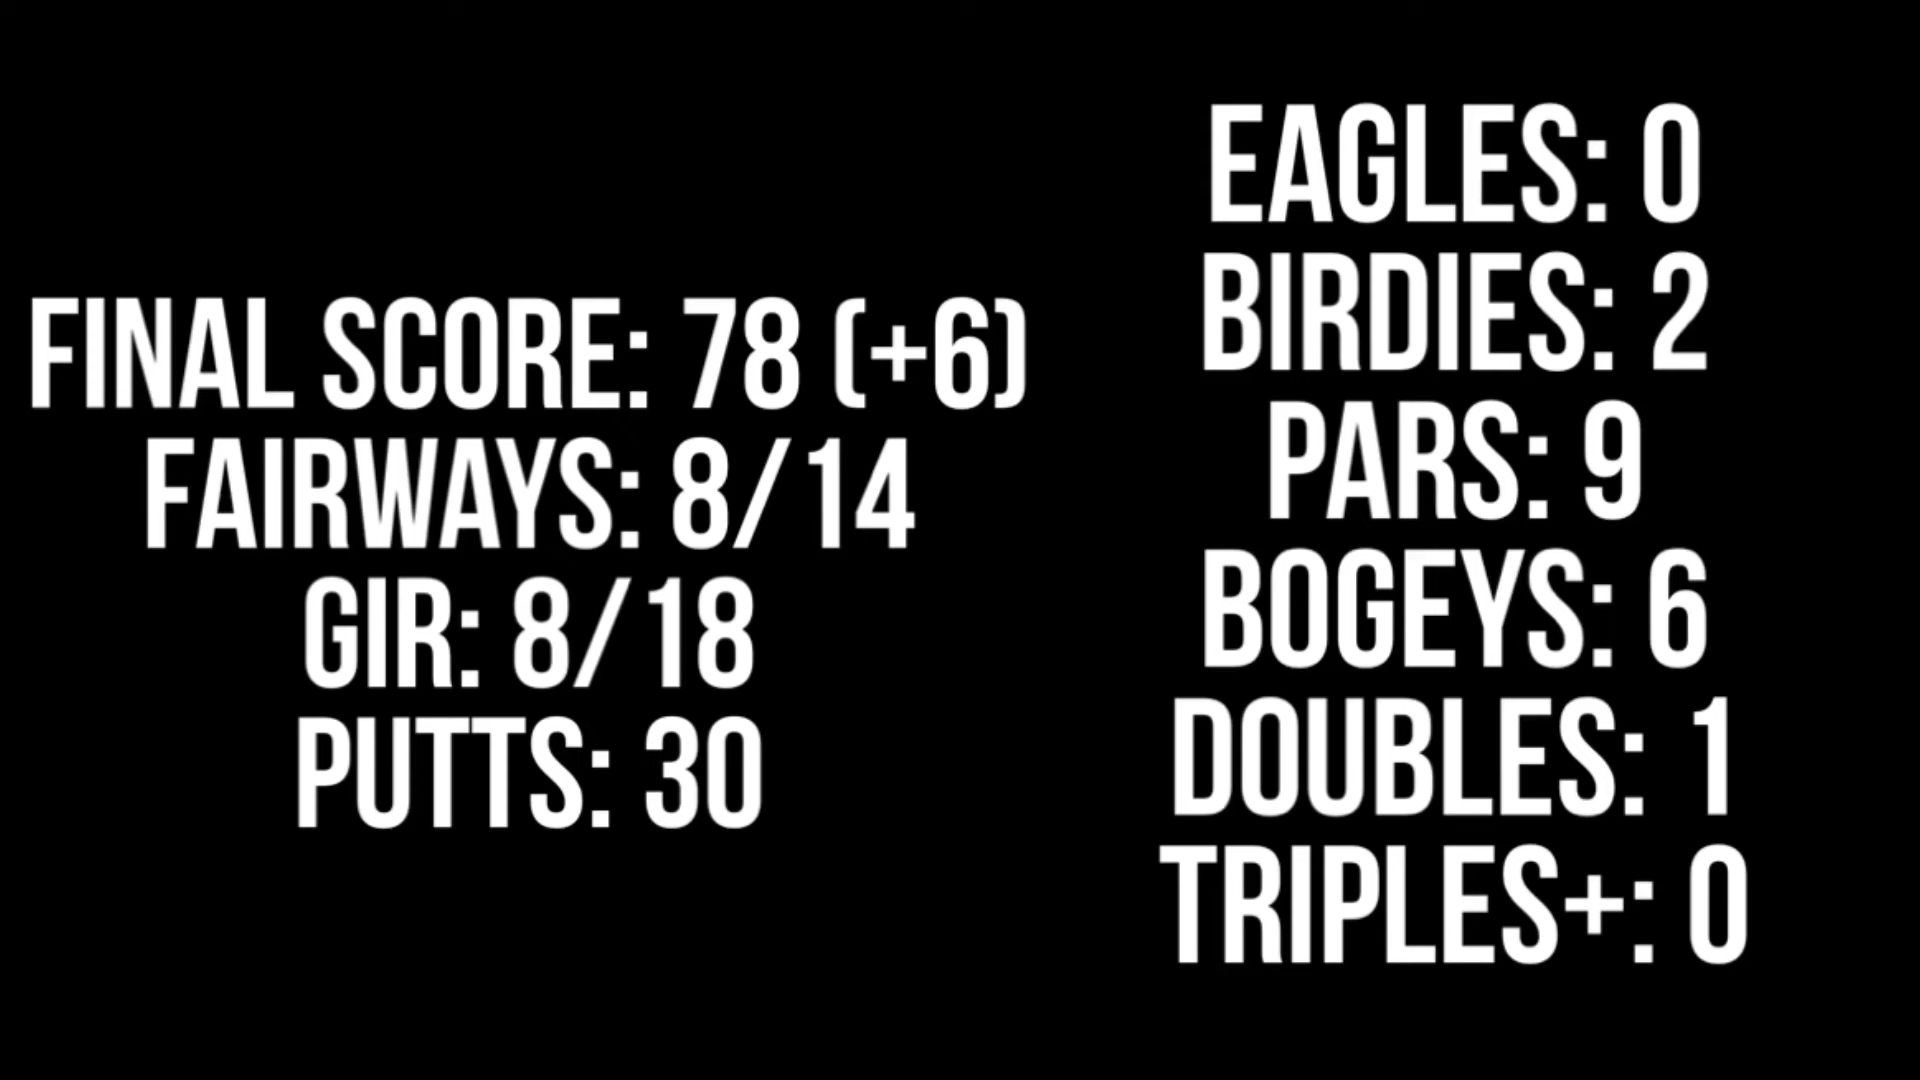 FINAL SCORE: 78 (+6)
FAIRWAYS: 8/14
GIR: 8/18
PUTTS: 30
EAGLES: 0
BIRDIES: 2
PARS: 9
BOGEYS: 6
DOUBLES: 1
TRIPLES+: 0